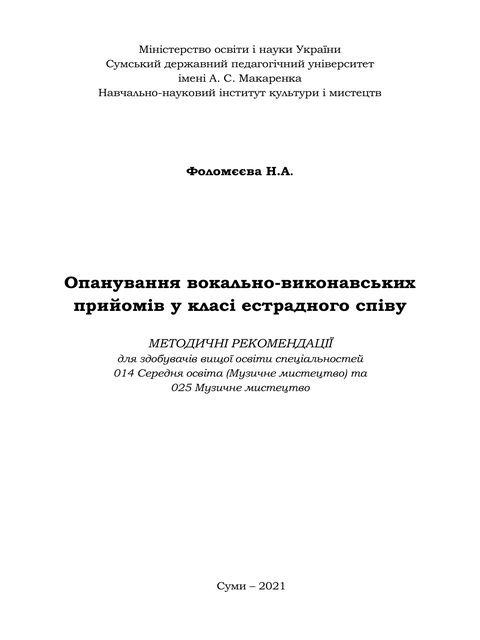 Міністерство освіти і науки України
Сумський державний педагогічний університет
імені А. С. Макаренка
Навчально-науковий інститут культури і мистецтв
Фоломєєва Н.А.
Опанування вокально-виконавських
прийомів у класі естрадного співу
МЕТОДИЧНІ РЕКОМЕНДАЦІЇ
для здобувачів вищої освіти спеціальностей
014 Середня освіта (Музичне мистецтво) та
025 Музичне мистецтво
Суми – 2021